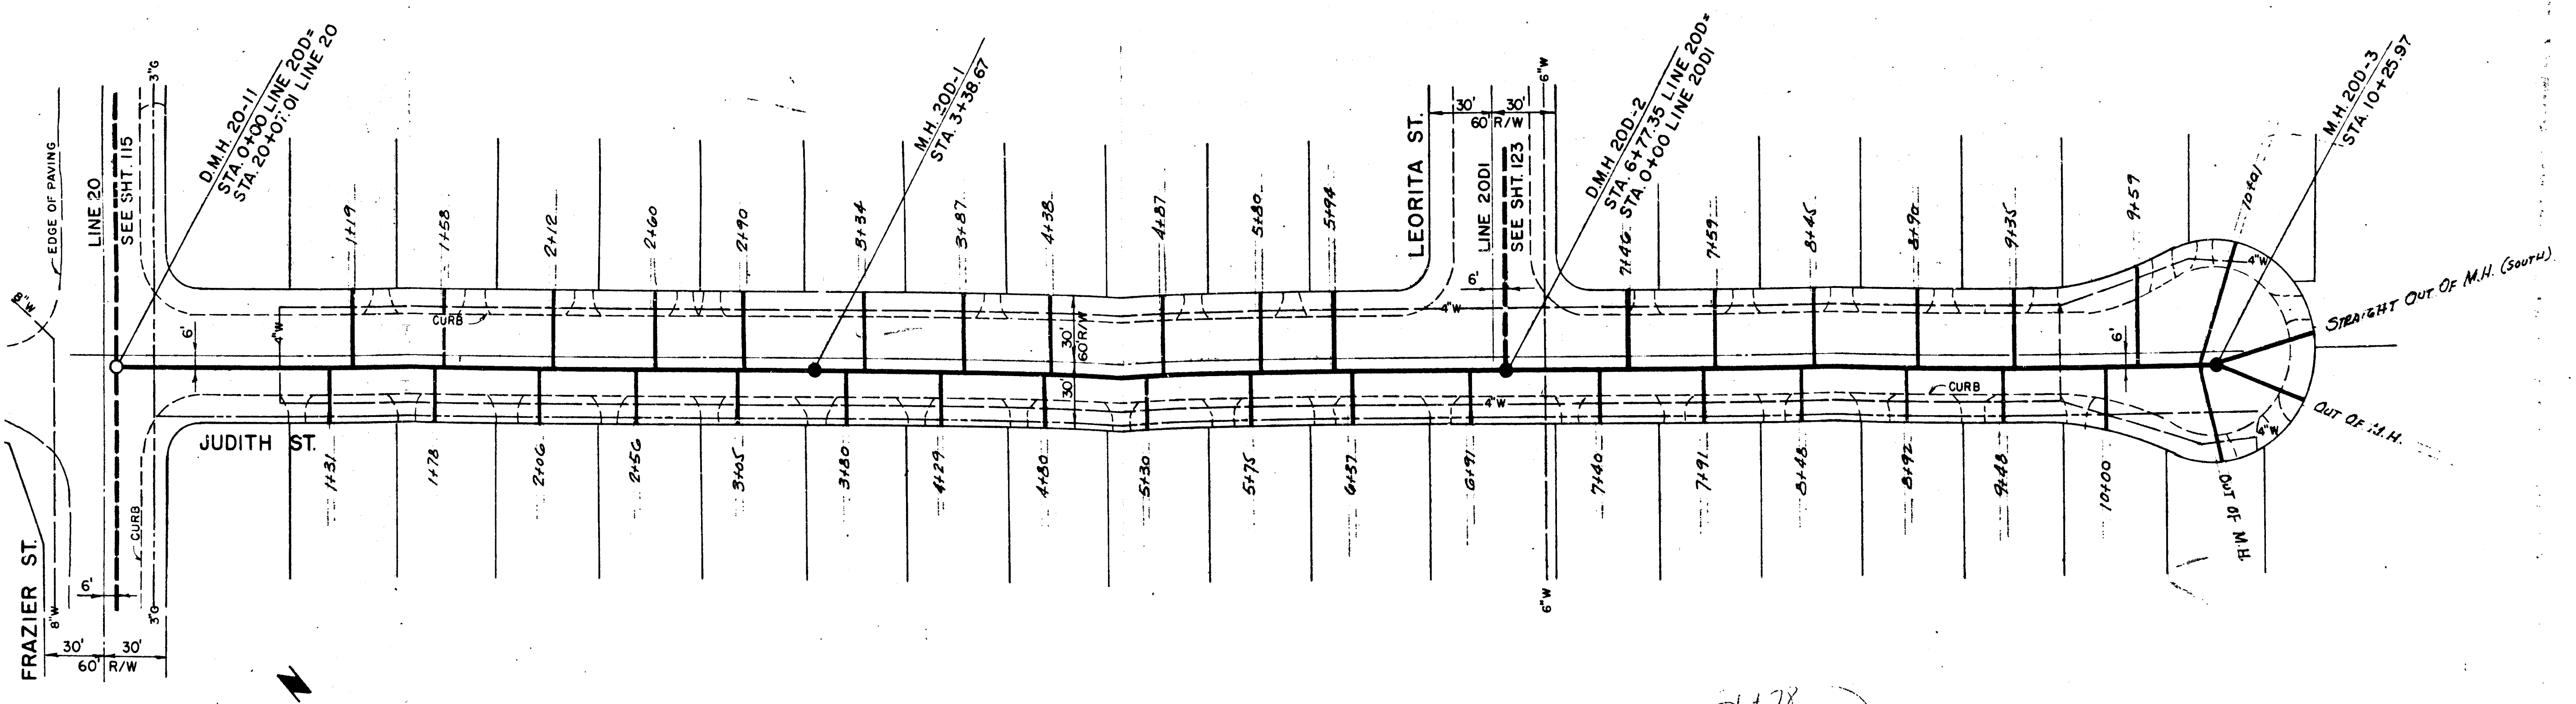 D.M.H. 20-11
STA. 0+00 LINE 20D=
STA. 20+07.01 LINE 20
M.H. 20D-1
STA. 3+38.67
D.M.H 20D-2
STA. 6+77.35 LINE 20D=
STA. 0+00 LINE 20D1
M.H. 20D-3
STA. 10+25.97
EDGE OF PAVING
LINE 20
SEE SHT. 115
3"G
8"W
6'
4"W
CURB
1+19
1+58
2+12
2+60
2+90
3+34
3+87
4+38
4+87
5+80
5+94
30'
60' R/W
30'
LEORITA ST.
30' 30'
60' R/W
LINE 20D1
SEE SHT. 123
6"W
6'
4"W
7+46
7+59
8+45
8+90
9+35
9+59
10+01
4"W
6'
STRAIGHT OUT OF M.H. (SOUTH)
OUT OF M.H.
OUT OF M.H.
4"W
CURB
4"W
JUDITH ST.
1+31
1+78
2+06
2+56
3+05
3+80
4+29
4+80
5+30
5+75
6+37
6+91
7+40
7+91
8+48
8+92
9+48
10+00
6"W
CURB
FRAZIER ST.
8"W
6'
3"G
30' 30'
60' R/W
N